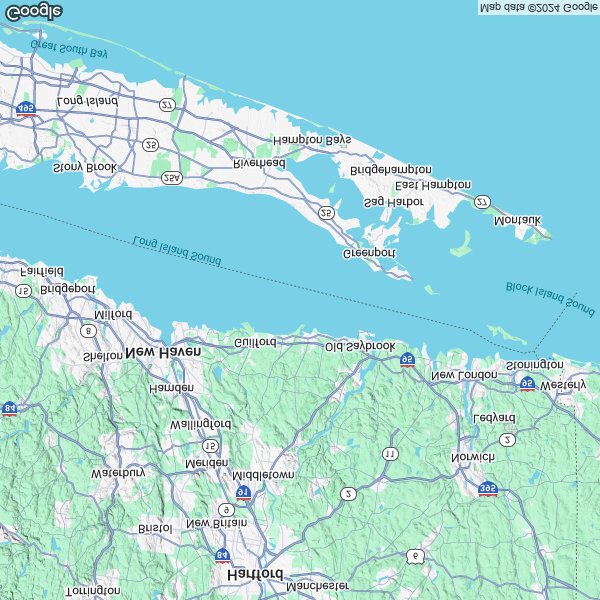 Google
Map data ©2024 Google
Great South Bay
495
Long Island
27
25
Hampton Bays
Stony Brook
Riverhead
Bridgehampton
25A
East Hampton
Sag Harbor
27
25
Montauk
Long Island Sound
Greenport
Fairfield
Block Island Sound
15
Bridgeport
Milford
8
Guilford
Old Saybrook
Shelton
New Haven
95
Stonington
New London
95
Westerly
Hamden
84
Wallingford
Ledyard
2
15
11
Norwich
Meriden
Waterbury
Middletown
395
91
2
9
New Britain
Bristol
6
84
Hartford
Manchester
Torrington